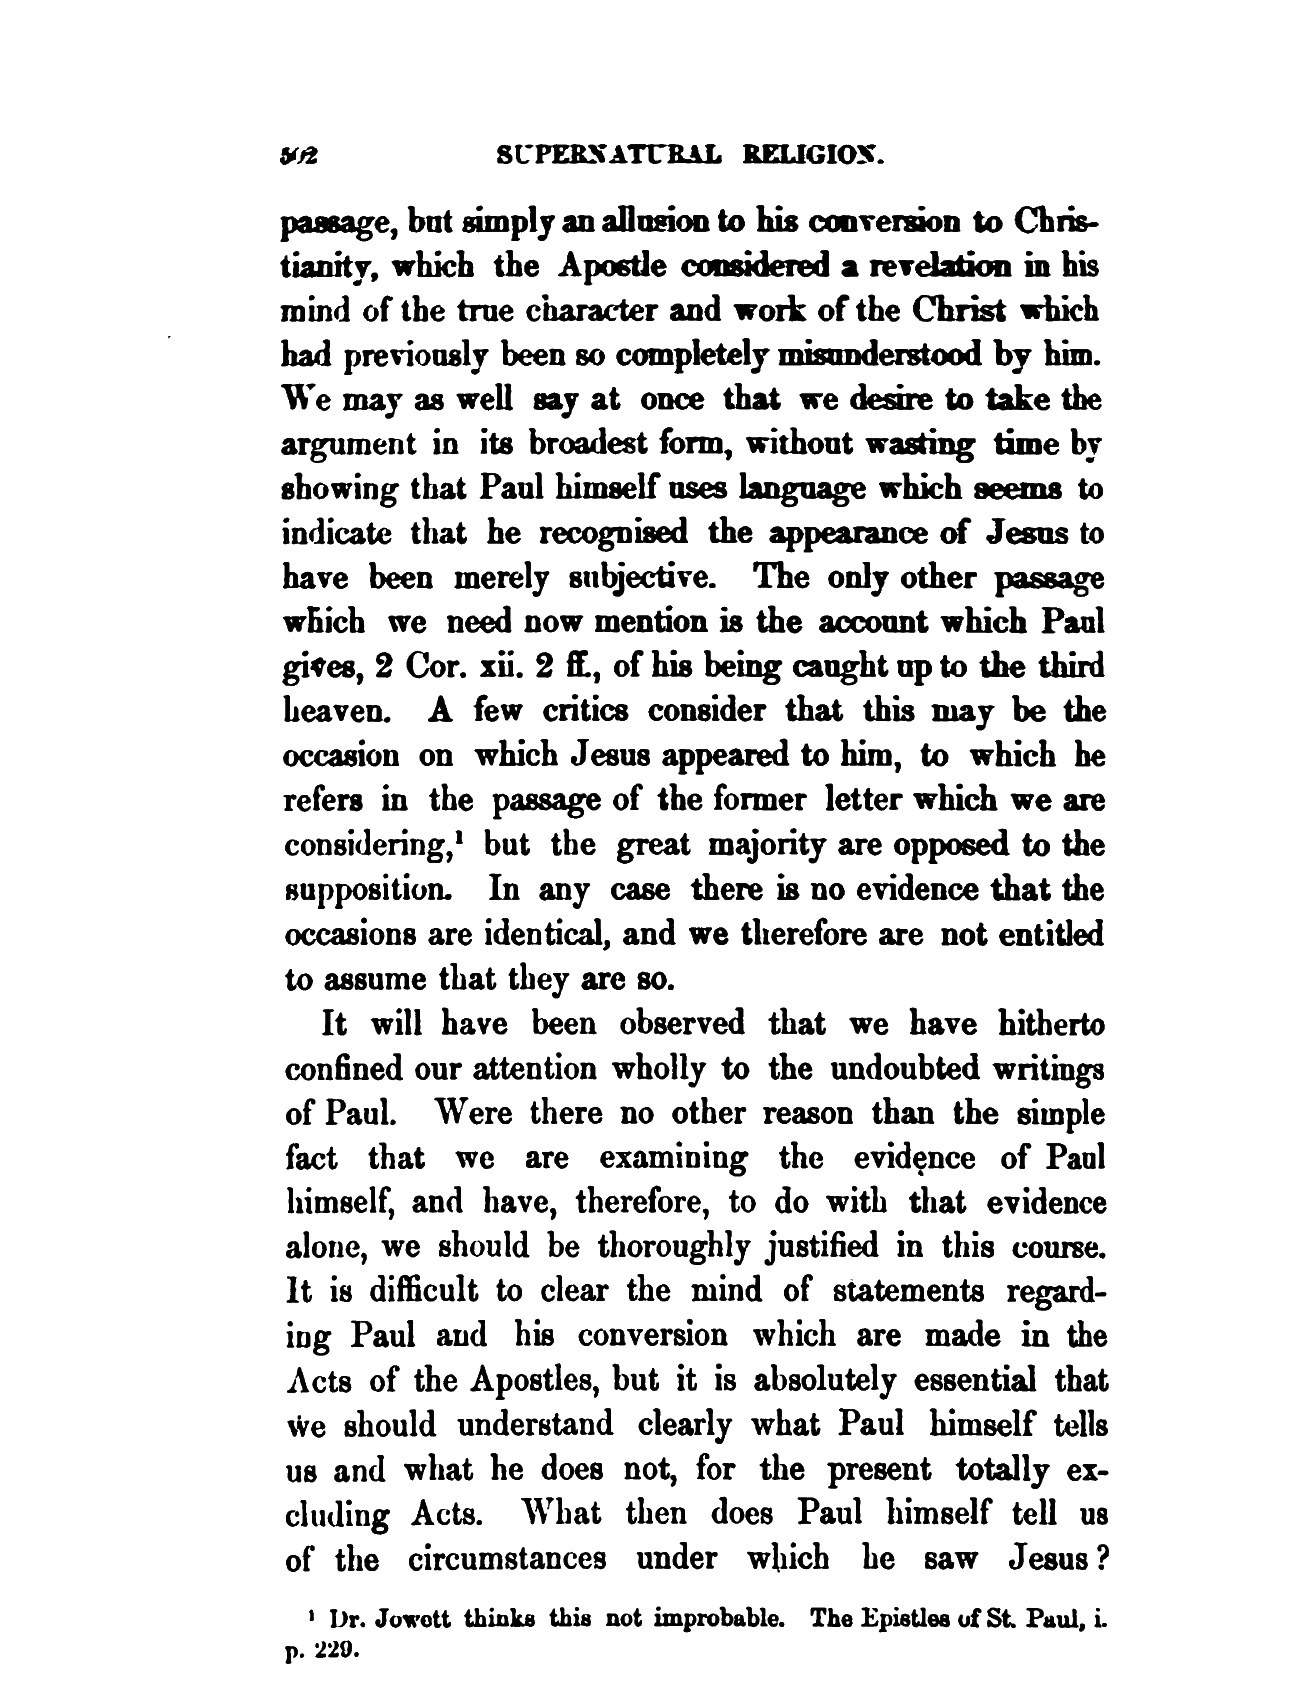 502 SUPERNATURAL RELIGION.
passage, but simply an allusion to his conversion to Chris-
tianity, which the Apostle considered a revelation in his
mind of the true character and work of the Christ which
had previously been so completely misunderstood by him.
We may as well say at once that we desire to take the
argument in its broadest form, without wasting time by
showing that Paul himself uses language which seems to
indicate that he recognised the appearance of Jesus to
have been merely subjective. The only other passage
which we need now mention is the account which Paul
gives, 2 Cor. xii. 2 ff., of his being caught up to the third
heaven. A few critics consider that this may be the
occasion on which Jesus appeared to him, to which he
refers in the passage of the former letter which we are
considering,¹ but the great majority are opposed to the
supposition. In any case there is no evidence that the
occasions are identical, and we therefore are not entitled
to assume that they are so.
It will have been observed that we have hitherto
confined our attention wholly to the undoubted writings
of Paul. Were there no other reason than the simple
fact that we are examining the evidence of Paul
himself, and have, therefore, to do with that evidence
alone, we should be thoroughly justified in this course.
It is difficult to clear the mind of statements regard-
ing Paul and his conversion which are made in the
Acts of the Apostles, but it is absolutely essential that
we should understand clearly what Paul himself tells
us and what he does not, for the present totally ex-
cluding Acts. What then does Paul himself tell us
of the circumstances under which he saw Jesus?
¹ Dr. Jowett thinks this not improbable. The Epistles of St. Paul, i.
p. 229.